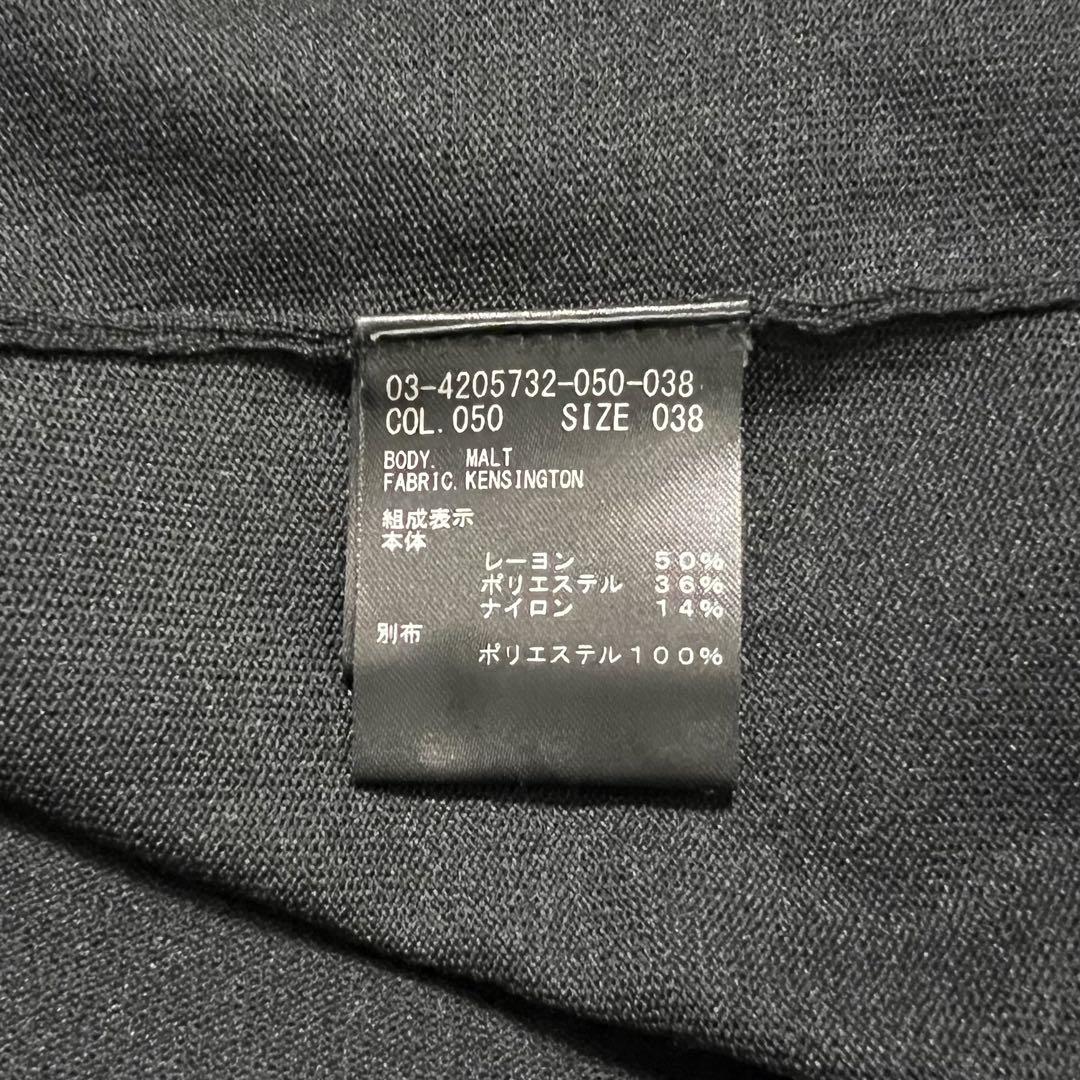 03-4205732-050-038
COL.050 SIZE 038
BODY. MALT
FABRIC.KENSINGTON
組成表示
本体
レーヨン 50%
ポリエステル 36%
ナイロン 14%
別布
ポリエステル100%